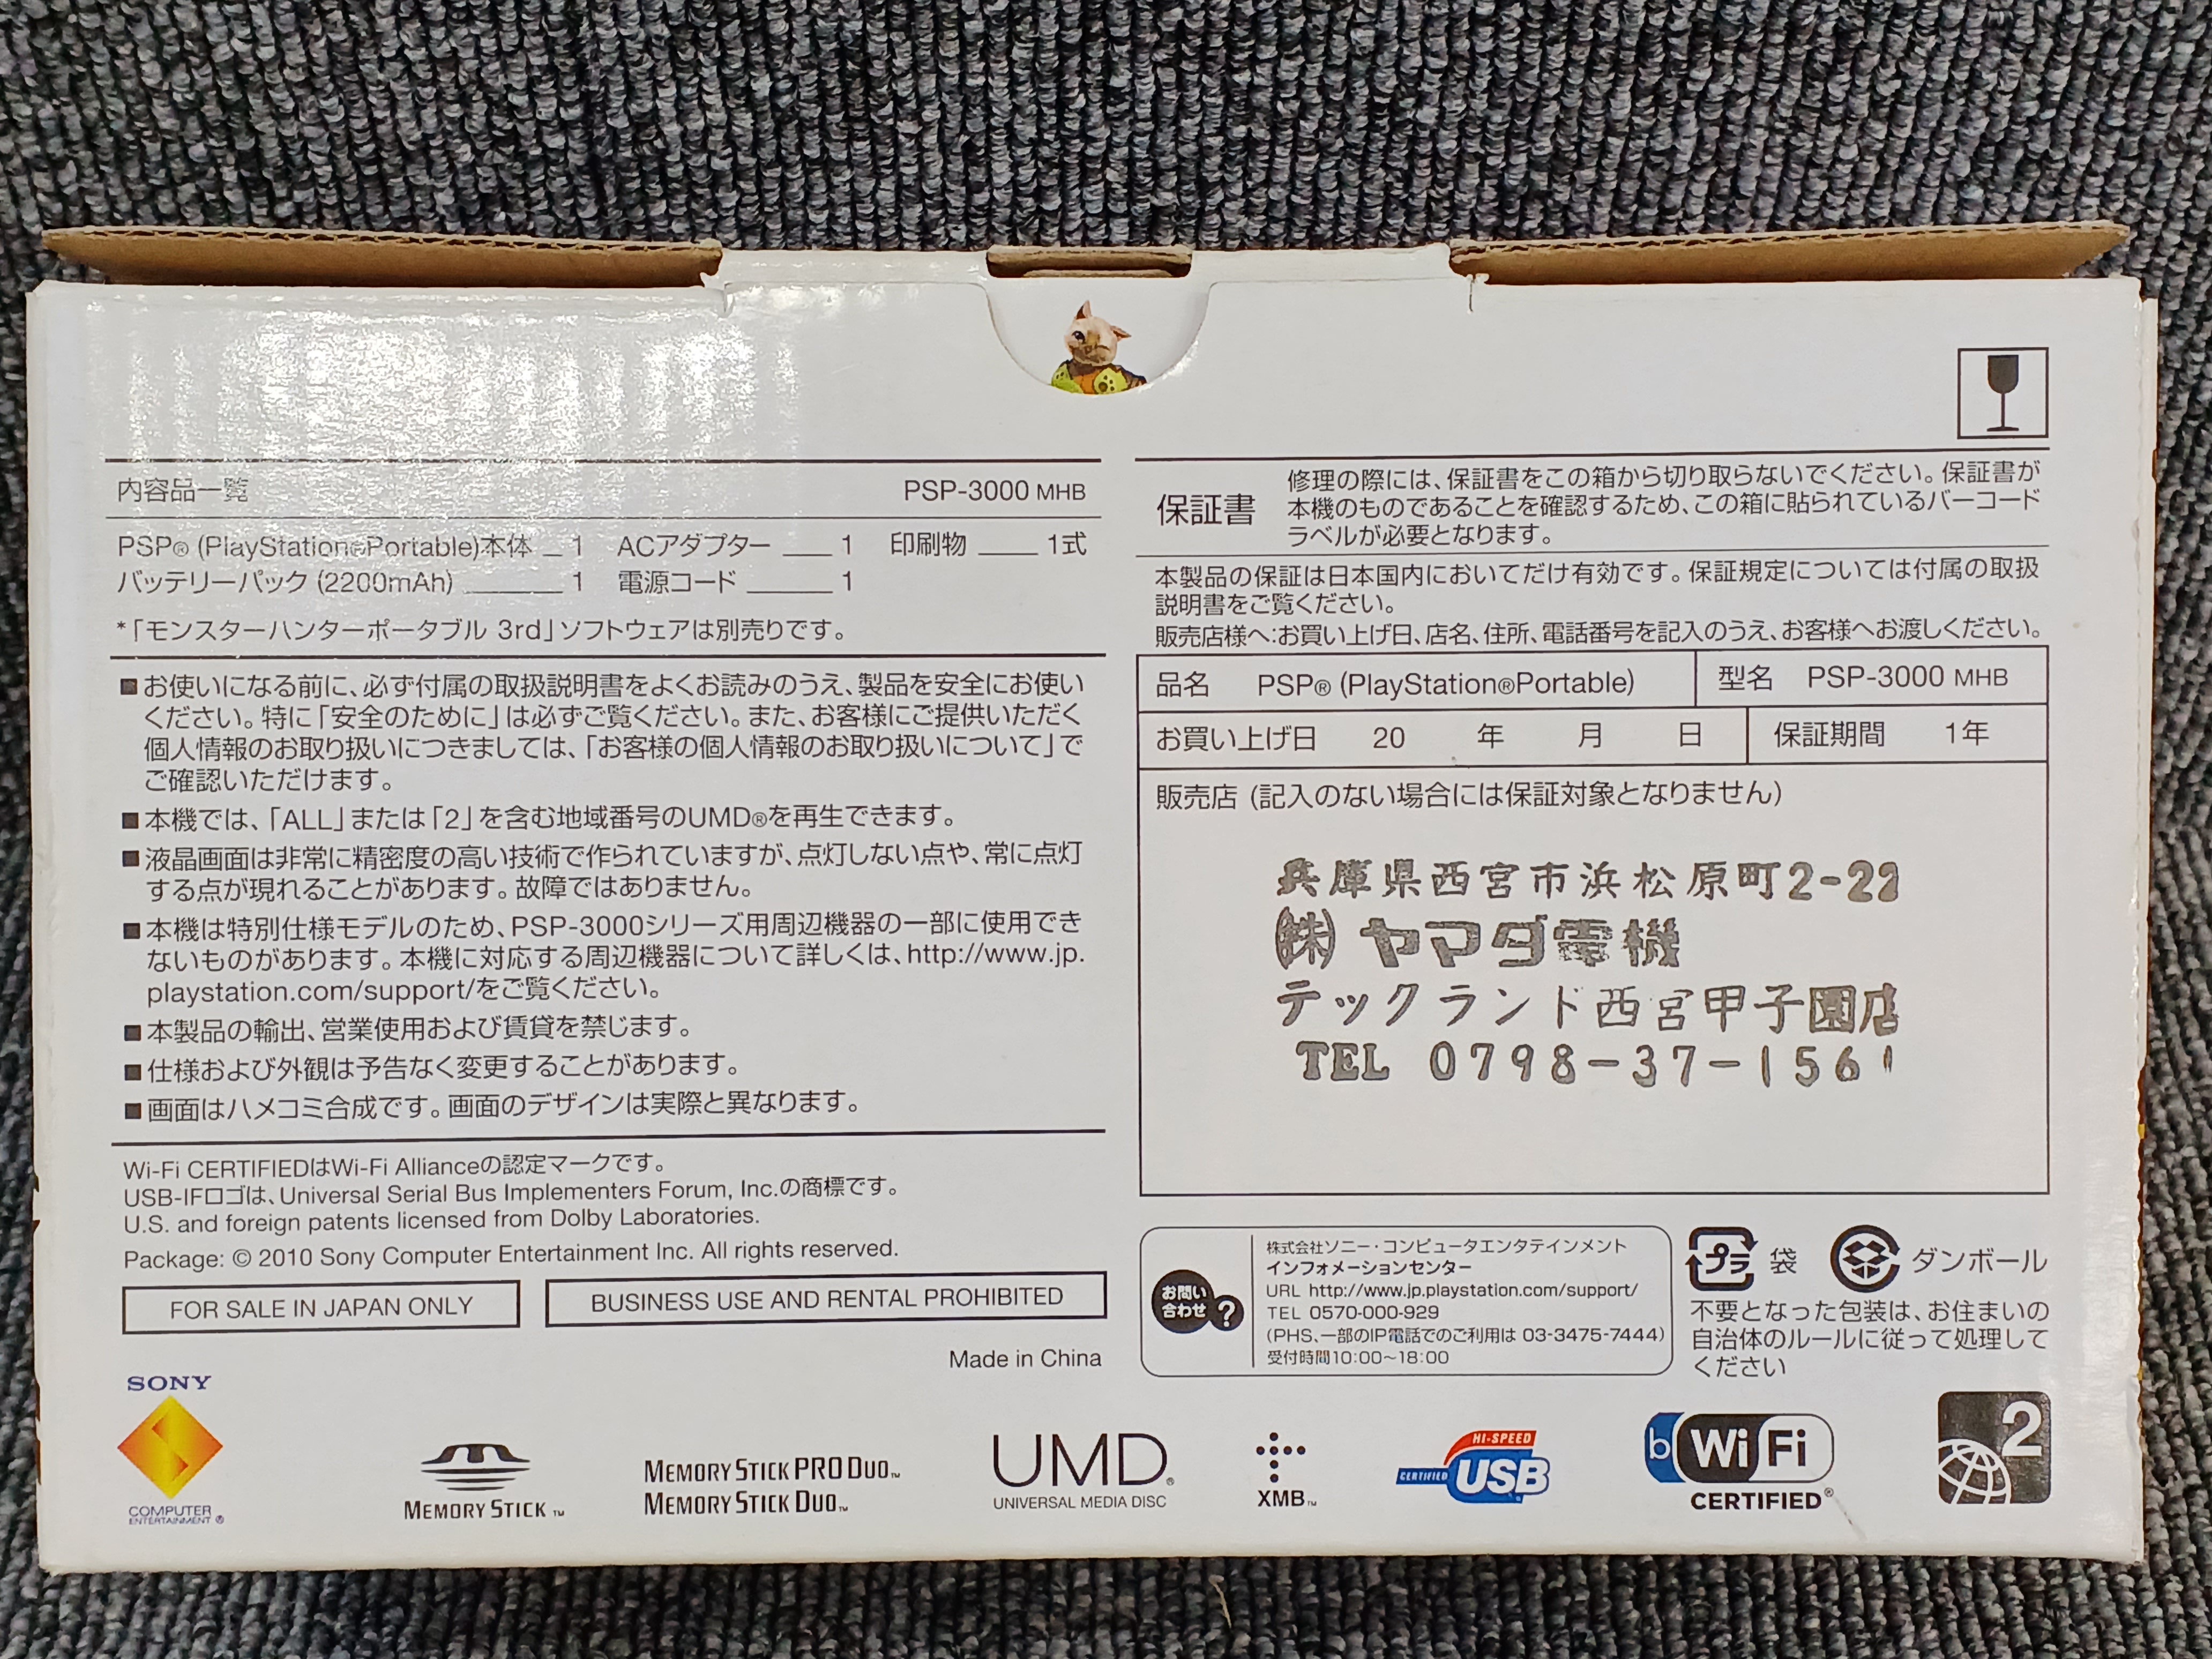 内容品一覧 PSP-3000 MHB
PSP® (PlayStation®Portable)本体 1 ACアダプター 1 印刷物 1式
バッテリーパック (2200mAh) 1 電源コード 1
*「モンスターハンターポータブル 3rd」ソフトウェアは別売りです。
■お使いになる前に、必ず付属の取扱説明書をよくお読みのうえ、製品を安全にお使い
ください。特に「安全のために」は必ずご覧ください。また、お客様にご提供いただく
個人情報のお取り扱いにつきましては、「お客様の個人情報のお取り扱いについて」で
ご確認いただけます。
■本機では、「ALL」または「2」を含む地域番号のUMD®を再生できます。
■液晶画面は非常に精密度の高い技術で作られていますが、点灯しない点や、常に点灯
する点が現れることがあります。故障ではありません。
■本機は特別仕様モデルのため、PSP-3000シリーズ用周辺機器の一部に使用でき
ないものがあります。本機に対応する周辺機器について詳しくは、http://www.jp.
playstation.com/support/をご覧ください。
■本製品の輸出、営業使用および賃貸を禁じます。
■仕様および外観は予告なく変更することがあります。
■画面はハメコミ合成です。画面のデザインは実際と異なります。
Wi-Fi CERTIFIEDはWi-Fi Allianceの認定マークです。
USB-IFロゴは、Universal Serial Bus Implementers Forum, Inc.の商標です。
U.S. and foreign patents licensed from Dolby Laboratories.
Package: © 2010 Sony Computer Entertainment Inc. All rights reserved.
FOR SALE IN JAPAN ONLY
BUSINESS USE AND RENTAL PROHIBITED
Made in China
保証書
修理の際には、保証書をこの箱から切り取らないでください。保証書が
本機のものであることを確認するため、この箱に貼られているバーコード
ラベルが必要となります。
本製品の保証は日本国内においてだけ有効です。保証規定については付属の取扱
説明書をご覧ください。
販売店様へ:お買い上げ日、店名、住所、電話番号を記入のうえ、お客様へお渡しください。
品名 PSP® (PlayStation®Portable) 型名 PSP-3000 MHB
お買い上げ日 20 年 月 日 保証期間 1年
販売店 (記入のない場合には保証対象となりません)
兵庫県西宮市浜松原町2-22
㈱ヤマダ電機
テックランド西宮甲子園店
TEL 0798-37-1561
お問い
合わせ?
株式会社ソニー・コンピュータエンタテインメント
インフォメーションセンター
URL http://www.jp.playstation.com/support/
TEL 0570-000-929
(PHS、一部のIP電話でのご利用は 03-3475-7444)
受付時間10:00~18:00
プラ 袋 ダンボール
不要となった包装は、お住まいの
自治体のルールに従って処理して
ください
SONY
COMPUTER
ENTERTAINMENT®
MEMORY STICK™
MEMORY STICK PRO DUO™
MEMORY STICK DUO™
UMD®
UNIVERSAL MEDIA DISC
XMB™
HI-SPEED
CERTIFIED USB
b Wi Fi
CERTIFIED®
2